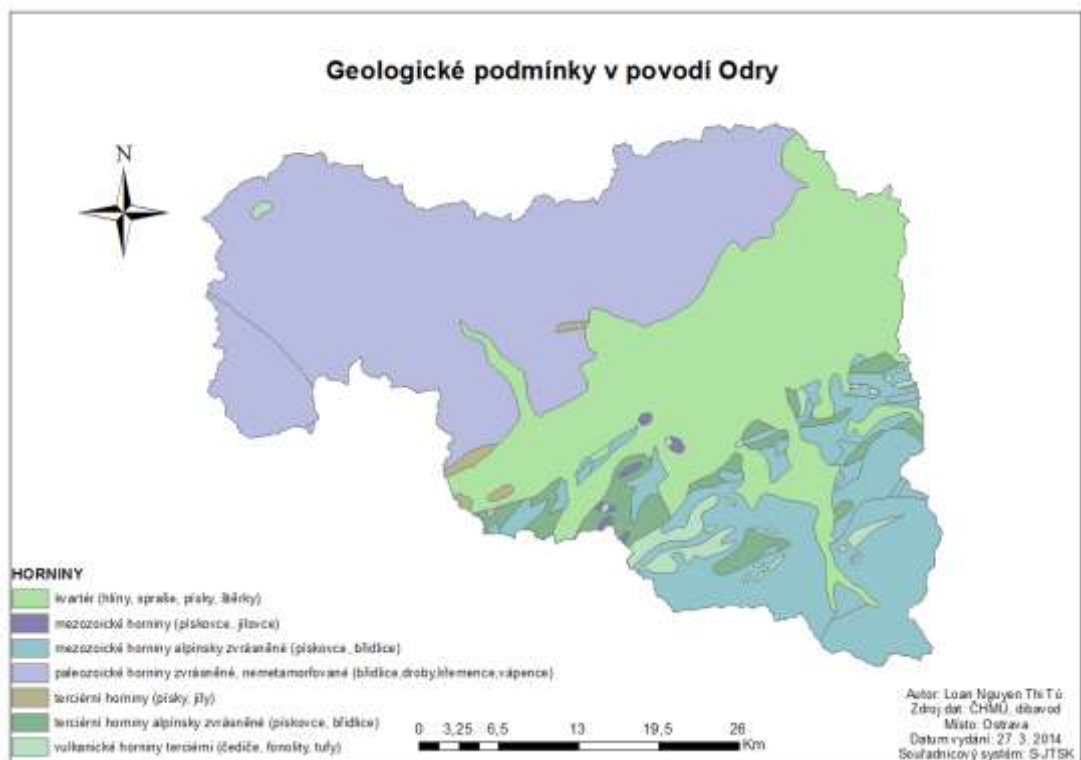 Geologické podmínky v povodí Odry
N
HORNINY
kvartér (hlíny, spraše, písky, štěrky)
mezozoické horniny (pískovce, jílovce)
mezozoické horniny alpínsky zvrásněné (pískovce, břidlice)
paleozoické horniny zvrásněné, nemetamorfované (břidlice,droby,křemence,vápence)
terciérní horniny (písky, jíly)
terciérní horniny alpínsky zvrásněné (pískovce, břidlice)
vulkanické horniny terciérní (čediče, fonolity, tufy)
0 3,25 6,5 13 19,5 26
Km
Autor: Loan Nguyen Thi Tú
Zdroj dat: ČHMÚ, dibavod
Místo: Ostrava
Datum vydání: 27. 3. 2014
Souřadnicový systém: S-JTSK